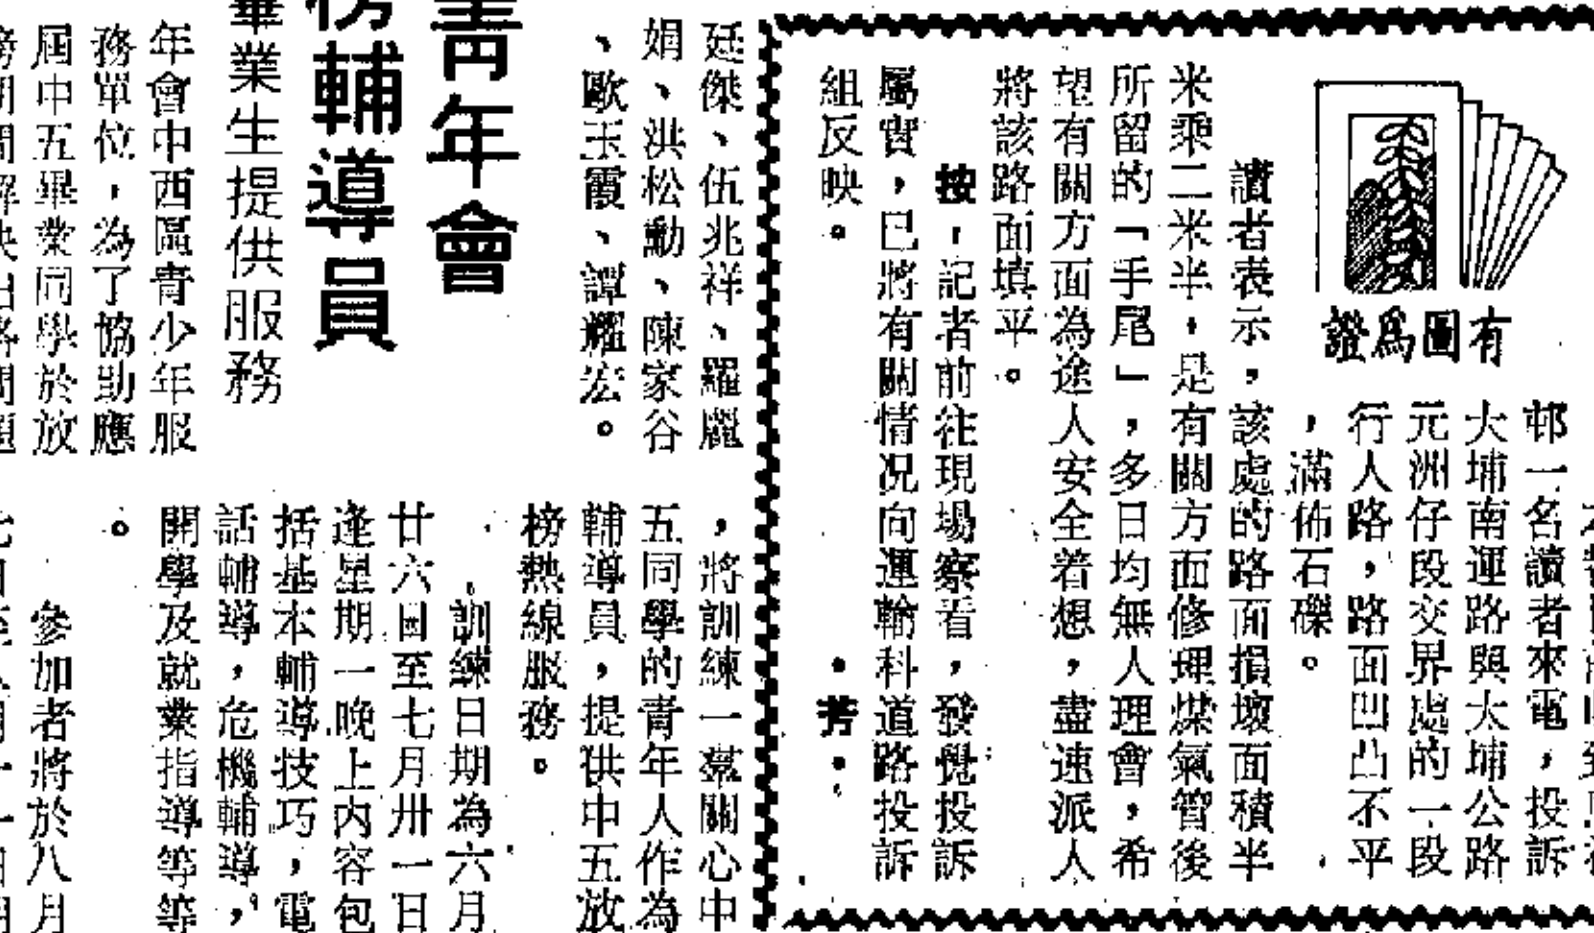 有圖爲證
邨一名讀者來電，投訴
大埔南運路與大埔公路
元洲仔段交界處的一段
行人路，路面凹凸不平
，滿佈石礫。
讀者表示，該處的路面損壞面積半
米乘二米半，是有關方面修理煤氣管後
所留的「手尾」，多日均無人理會，希
望有關方面為途人安全着想，盡速派人
將該路面填平。
按，記者前往現場察看，發覺投訴
屬實，已將有關情况向運輸科道路投訴
組反映。
・芳・
廷傑、伍兆祥、羅麗
娟、洪松勳、陳家谷
、歐玉霞、譚耀宏。
青年會
榜輔導員
畢業生提供服務
年會中西區青少年服
務單位，為了協助應
屆中五畢業同學於放
，將訓練一羣關心中
五同學的青年人作為
輔導員，提供中五放
榜熱線服務。
訓練日期為六月
廿六日至七月卅一日
逢星期一晚上內容包
括基本輔導技巧，電
話輔導，危機輔導，
開學及就業指導等等
。
參加者將於八月